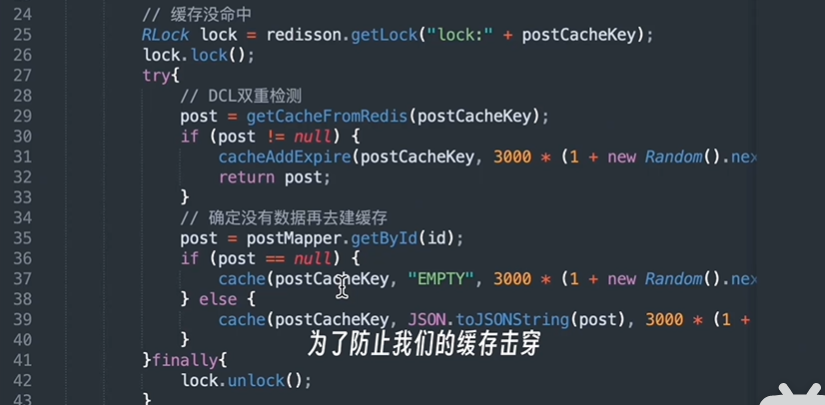 24 // 缓存没命中
25 RLock lock = redisson.getLock("lock:" + postCacheKey);
26 lock.lock();
27 try{
28 // DCL双重检测
29 post = getCacheFromRedis(postCacheKey);
30 if (post != null) {
31 cacheAddExpire(postCacheKey, 3000 * (1 + new Random().nex
32 return post;
33 }
34 // 确定没有数据再去建缓存
35 post = postMapper.getById(id);
36 if (post == null) {
37 cache(postCacheKey, "EMPTY", 3000 * (1 + new Random().nex
38 } else {
39 cache(postCacheKey, JSON.toJSONString(post), 3000 * (1 +
40 }
为了防止我们的缓存击穿
41 }finally{
42 lock.unlock();
43 }